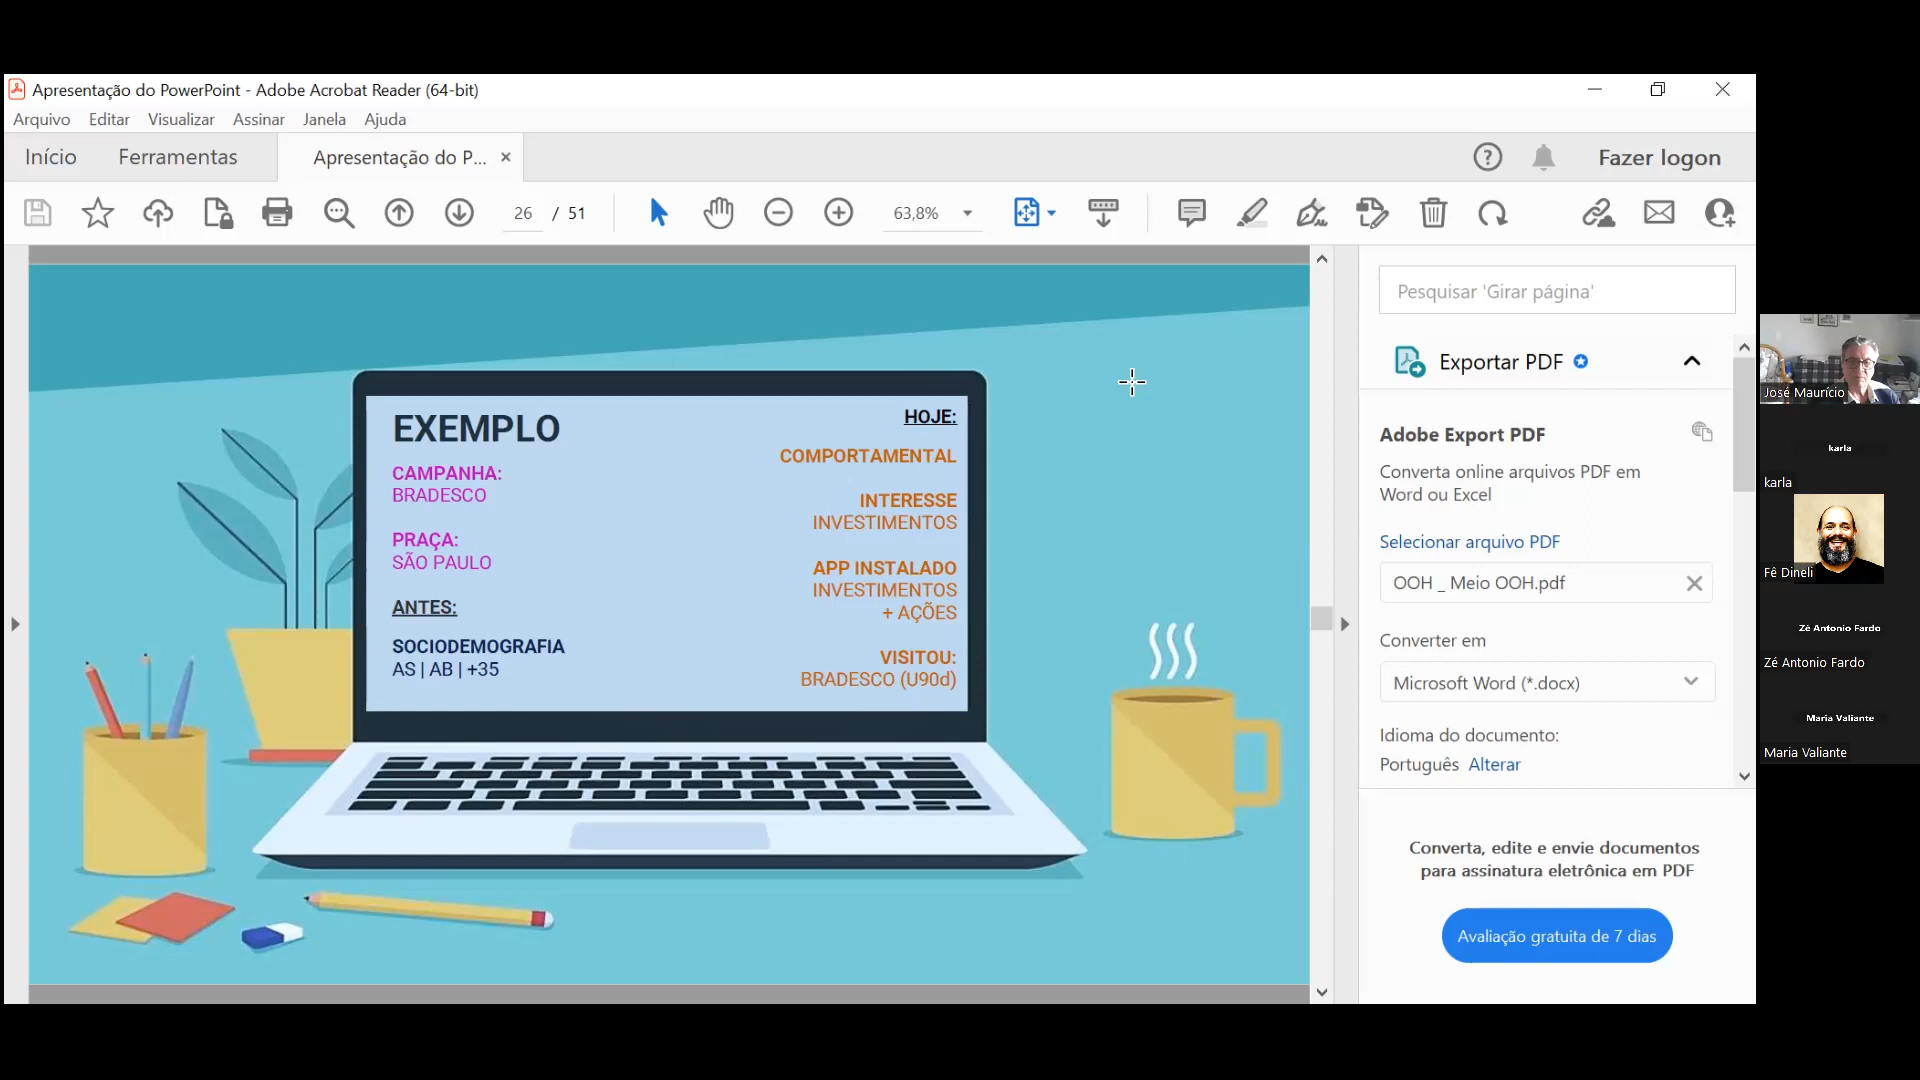 Apresentação do PowerPoint - Adobe Acrobat Reader (64-bit)
Arquivo Editar Visualizar Assinar Janela Ajuda
Início Ferramentas Apresentação do P... Fazer logon
26 / 51 63,8%
EXEMPLO
CAMPANHA:
BRADESCO
PRAÇA:
SÃO PAULO
ANTES:
SOCIODEMOGRAFIA
AS | AB | +35
HOJE:
COMPORTAMENTAL
INTERESSE
INVESTIMENTOS
APP INSTALADO
INVESTIMENTOS
+ AÇÕES
VISITOU:
BRADESCO (U90d)
Pesquisar 'Girar página'
Exportar PDF
Adobe Export PDF
Converta online arquivos PDF em
Word ou Excel
Selecionar arquivo PDF
OOH _ Meio OOH.pdf
Converter em
Microsoft Word (*.docx)
Idioma do documento:
Português Alterar
Converta, edite e envie documentos
para assinatura eletrônica em PDF
Avaliação gratuita de 7 dias
José Maurício
karla
karla
Fê Dineli
Zé Antonio Fardo
Zé Antonio Fardo
Maria Valiante
Maria Valiante